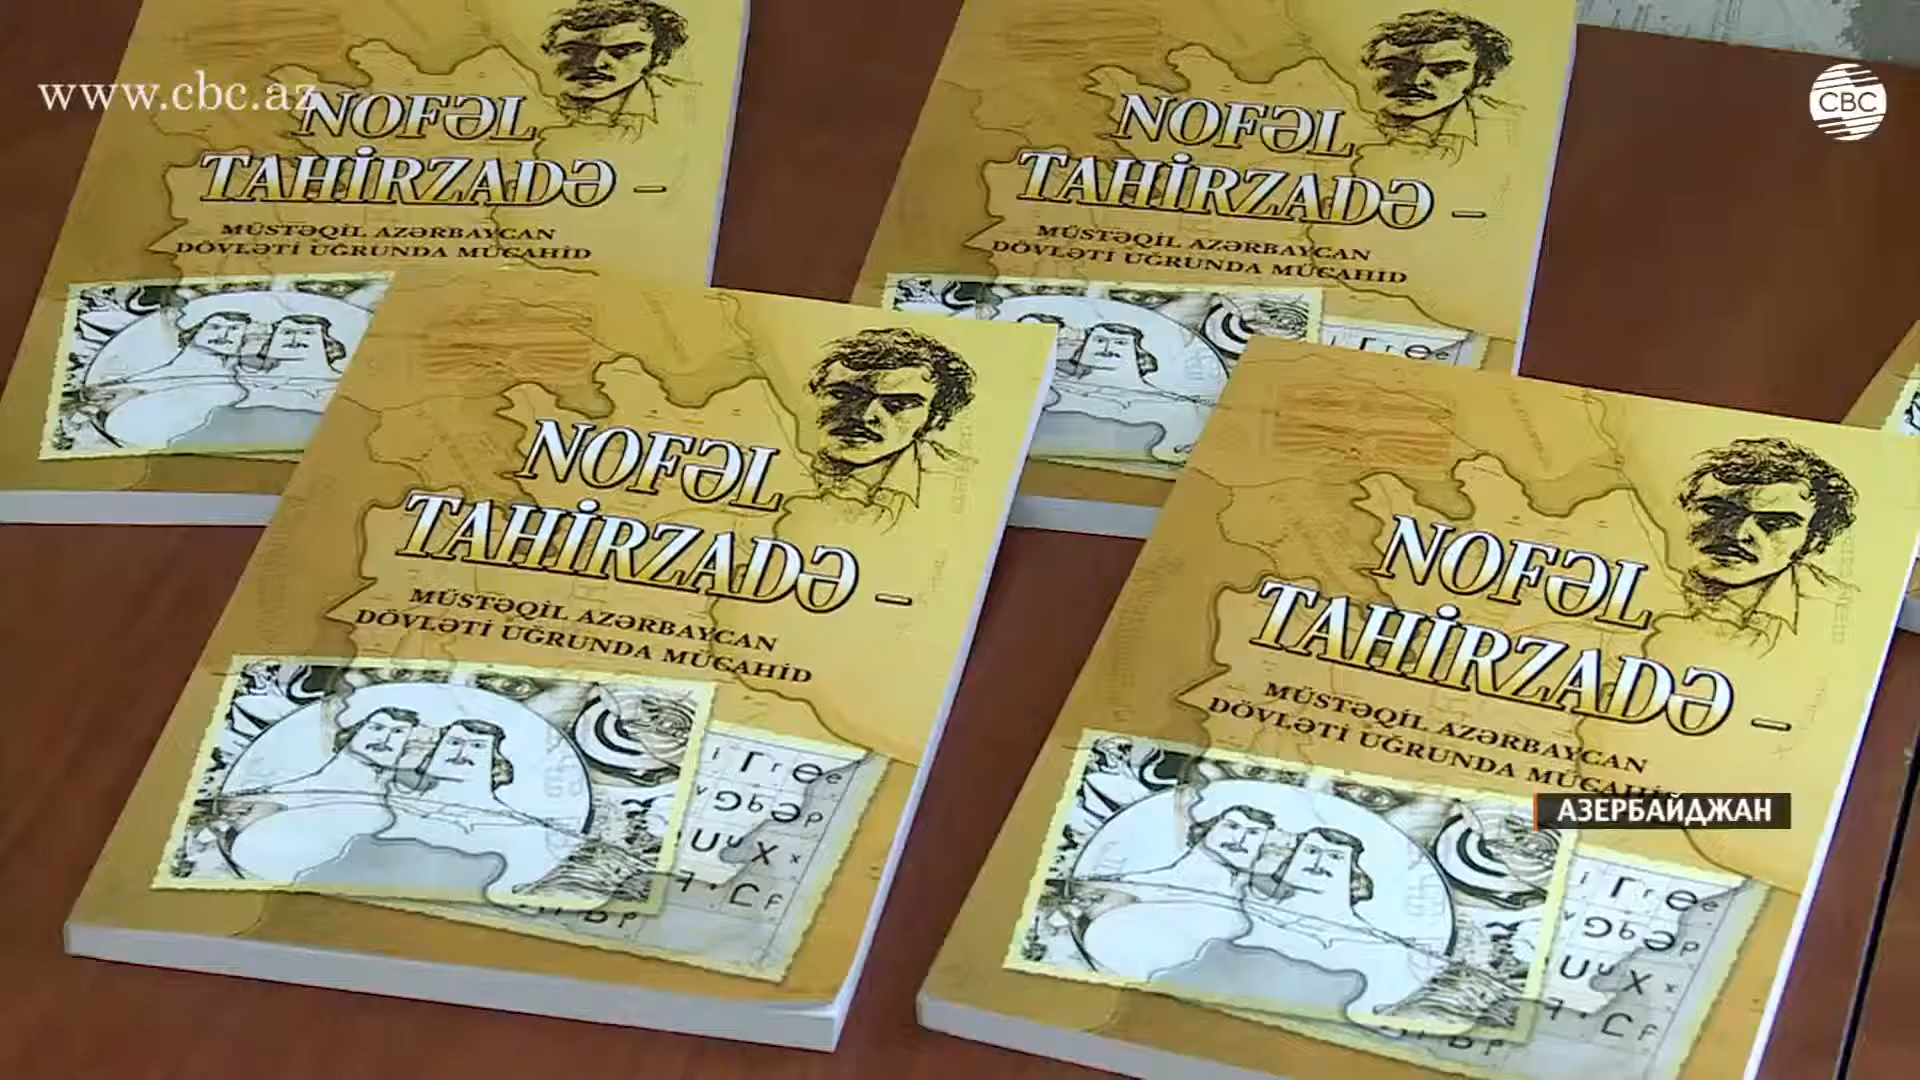 www.cbc.az
CBC
NOFƏL
TAHİRZADƏ –
MÜSTƏQİL AZƏRBAYCAN
DÖVLƏTİ UĞRUNDA MÜCAHİD
NOFƏL
TAHİRZADƏ –
MÜSTƏQİL AZƏRBAYCAN
DÖVLƏTİ UĞRUNDA MÜCAHİD
NOFƏL
TAHİRZADƏ –
MÜSTƏQİL AZƏRBAYCAN
DÖVLƏTİ UĞRUNDA MÜCAHİD
NOFƏL
TAHİRZADƏ –
MÜSTƏQİL AZƏRBAYCAN
DÖVLƏTİ UĞRUNDA
АЗЕРБАЙДЖАН